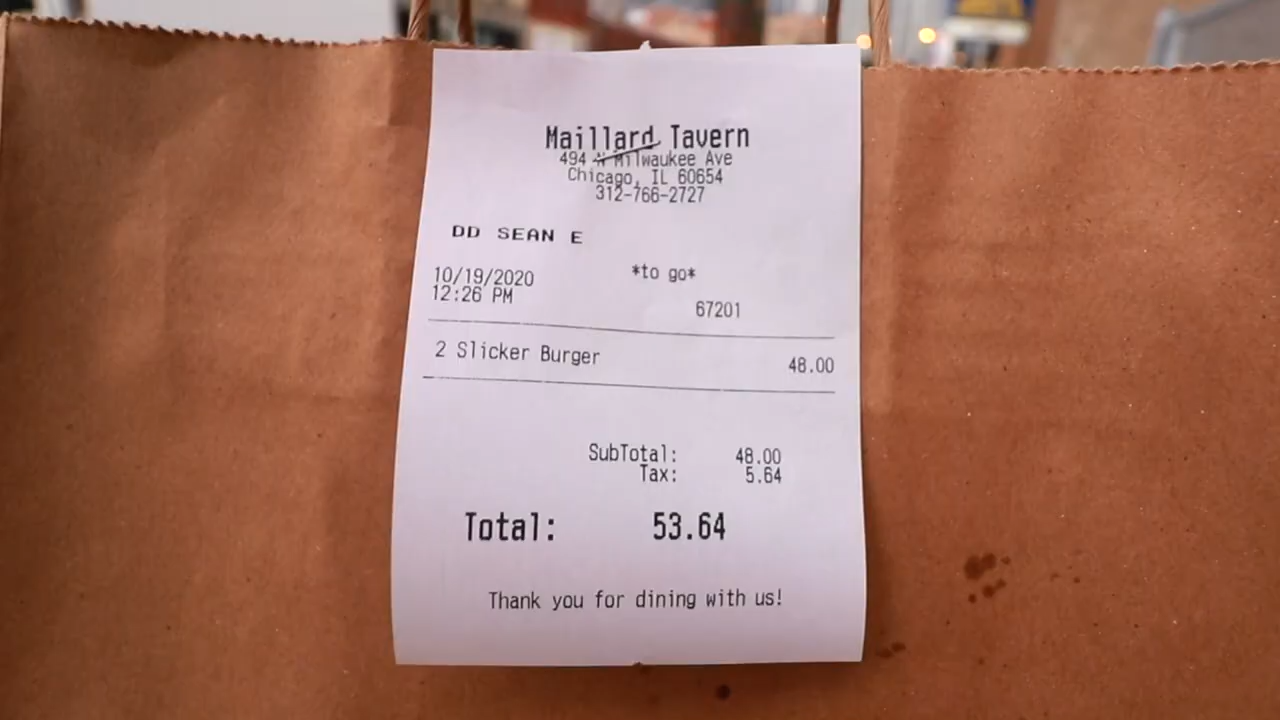 Maillard Tavern
494 N Milwaukee Ave
Chicago, IL 60654
312-766-2727
DD SEAN E
10/19/2020 *to go*
12:26 PM
67201
2 Slicker Burger 48.00
SubTotal: 48.00
Tax: 5.64
Total: 53.64
Thank you for dining with us!